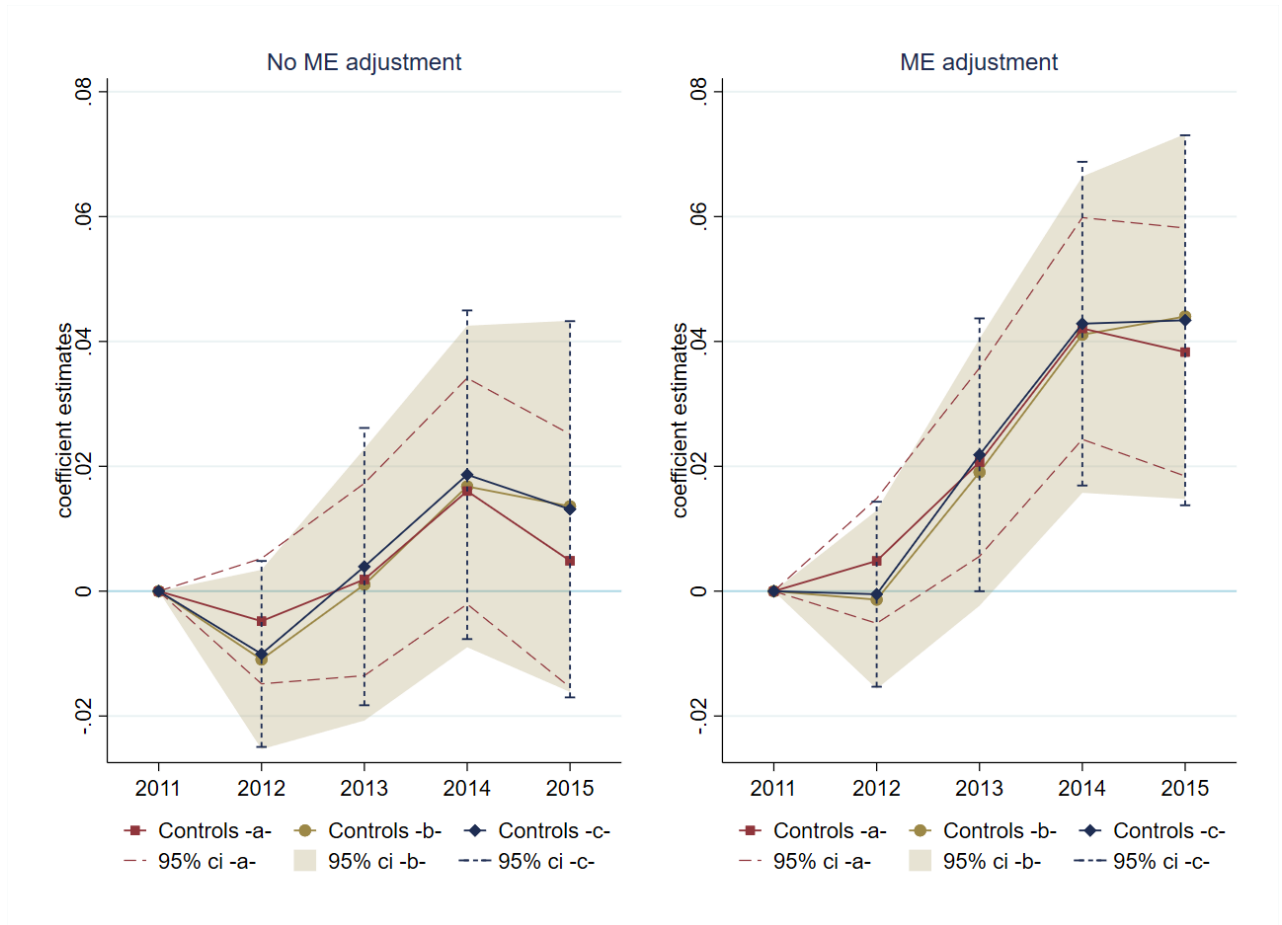 No ME adjustment
coefficient estimates
.08
.06
.04
.02
0
-.02
2011 2012 2013 2014 2015
Controls -a- Controls -b- Controls -c-
95% ci -a- 95% ci -b- 95% ci -c-
ME adjustment
coefficient estimates
.08
.06
.04
.02
0
-.02
2011 2012 2013 2014 2015
Controls -a- Controls -b- Controls -c-
95% ci -a- 95% ci -b- 95% ci -c-